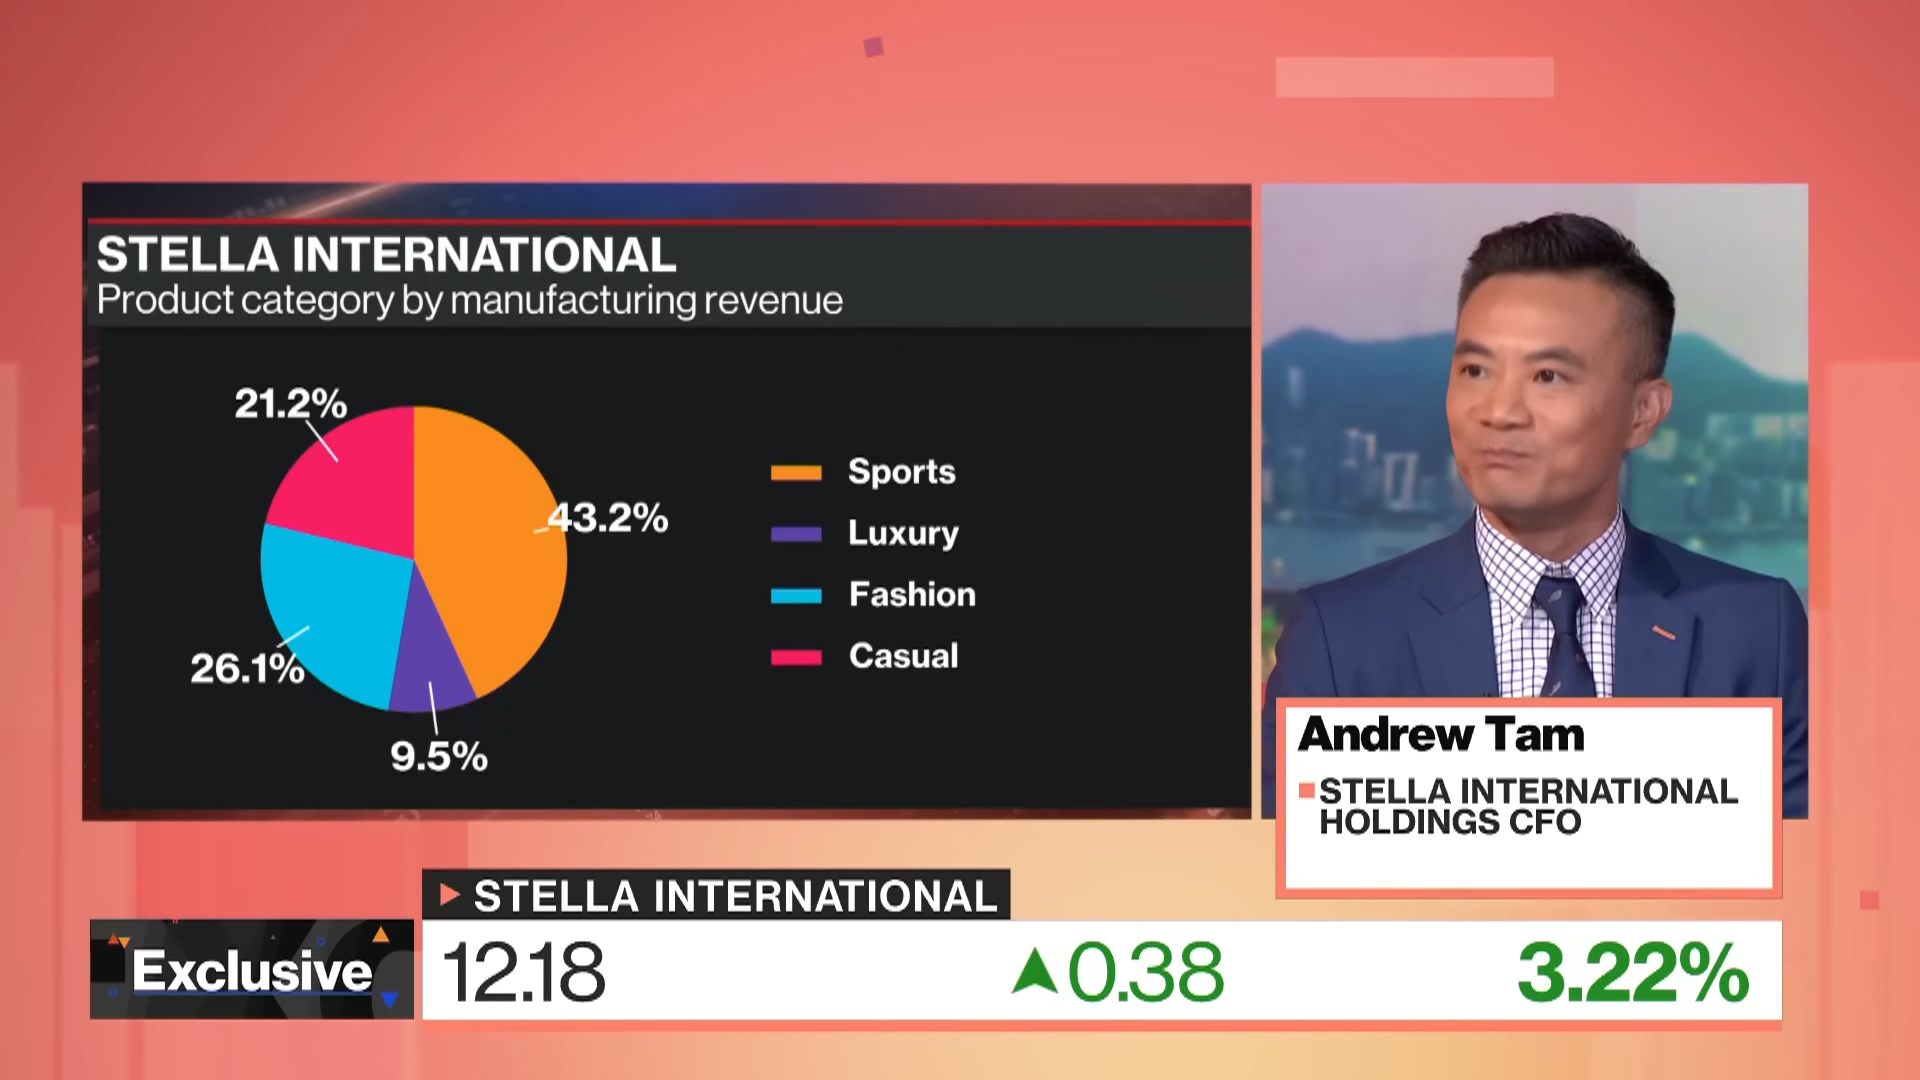 STELLA INTERNATIONAL
Product category by manufacturing revenue
21.2%
43.2%
26.1%
9.5%
Sports
Luxury
Fashion
Casual
Andrew Tam
STELLA INTERNATIONAL
HOLDINGS CFO
STELLA INTERNATIONAL
Exclusive
12.18
0.38
3.22%